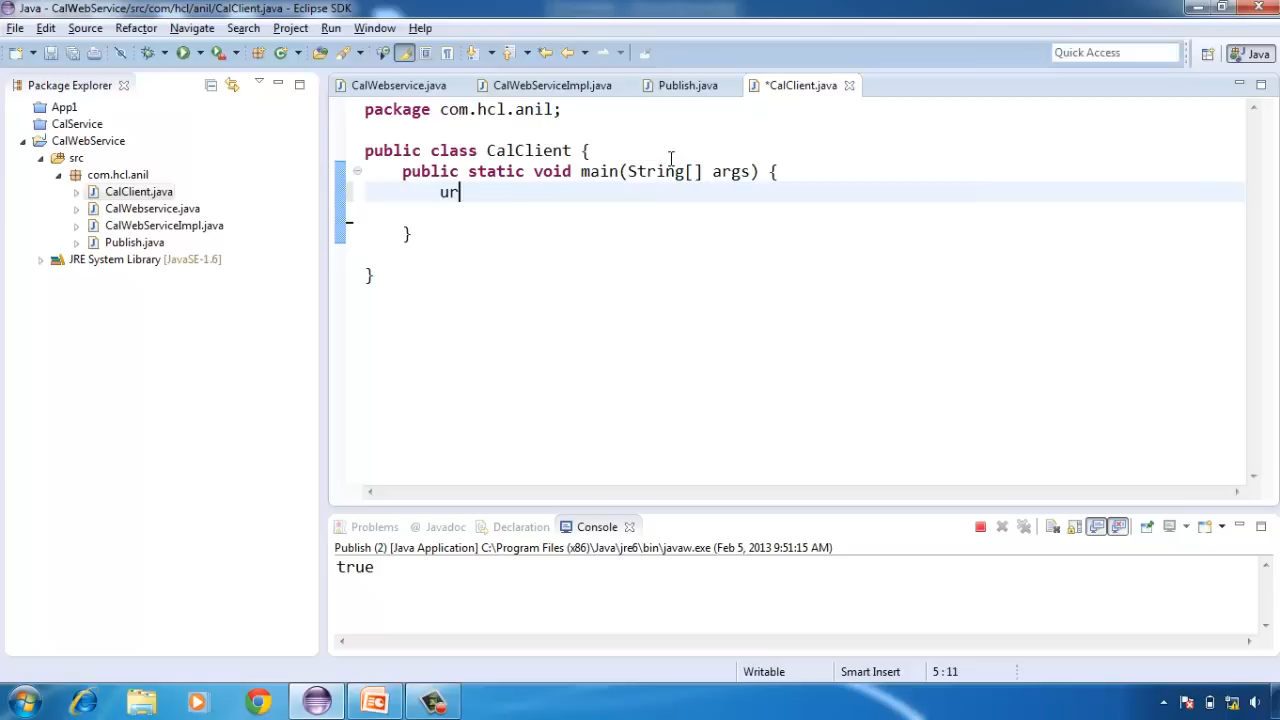 Java - CalWebService/src/com/hcl/anil/CalClient.java - Eclipse SDK
File Edit Source Refactor Navigate Search Project Run Window Help
Quick Access
Java
Package Explorer
App1
CalService
CalWebService
src
com.hcl.anil
CalClient.java
CalWebservice.java
CalWebServiceImpl.java
Publish.java
JRE System Library [JavaSE-1.6]
CalWebservice.java CalWebServiceImpl.java Publish.java *CalClient.java
package com.hcl.anil;
public class CalClient {
public static void main(String[] args) {
ur
}
}
Problems @ Javadoc Declaration Console
Publish (2) [Java Application] C:\Program Files (x86)\Java\jre6\bin\javaw.exe (Feb 5, 2013 9:51:15 AM)
true
Writable Smart Insert 5 : 11